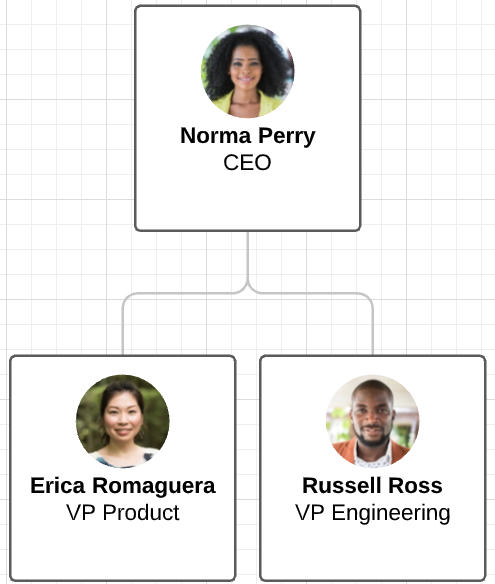 Norma Perry
CEO
Erica Romaguera
VP Product
Russell Ross
VP Engineering